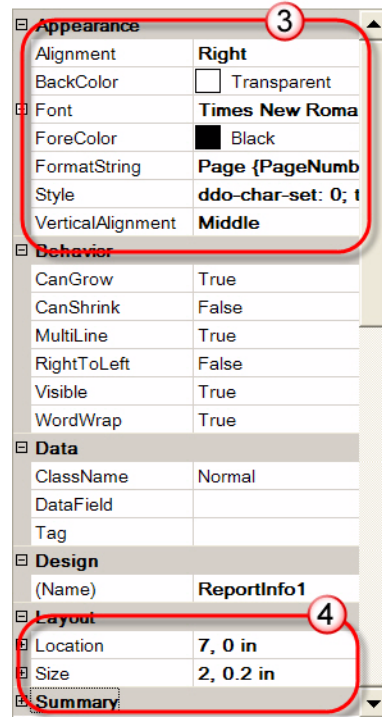 3
Appearance
Alignment Right
BackColor Transparent
Font Times New Roma
ForeColor Black
FormatString Page {PageNumb
Style ddo-char-set: 0; t
VerticalAlignment Middle
Behavior
CanGrow True
CanShrink False
MultiLine True
RightToLeft False
Visible True
WordWrap True
Data
ClassName Normal
DataField
Tag
Design
(Name) ReportInfo1
4
Layout
Location 7, 0 in
Size 2, 0.2 in
Summary